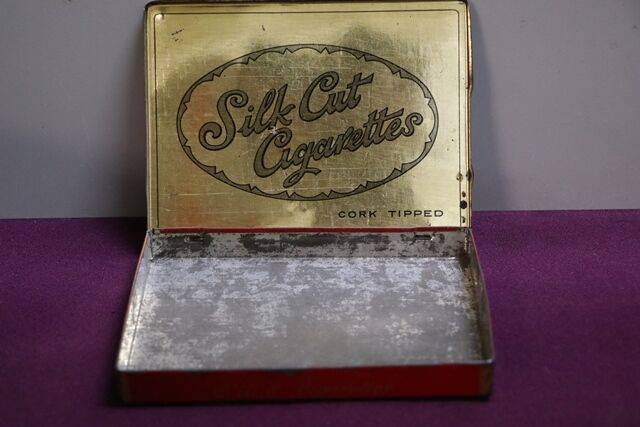 Silk Cut
Cigarettes
CORK TIPPED